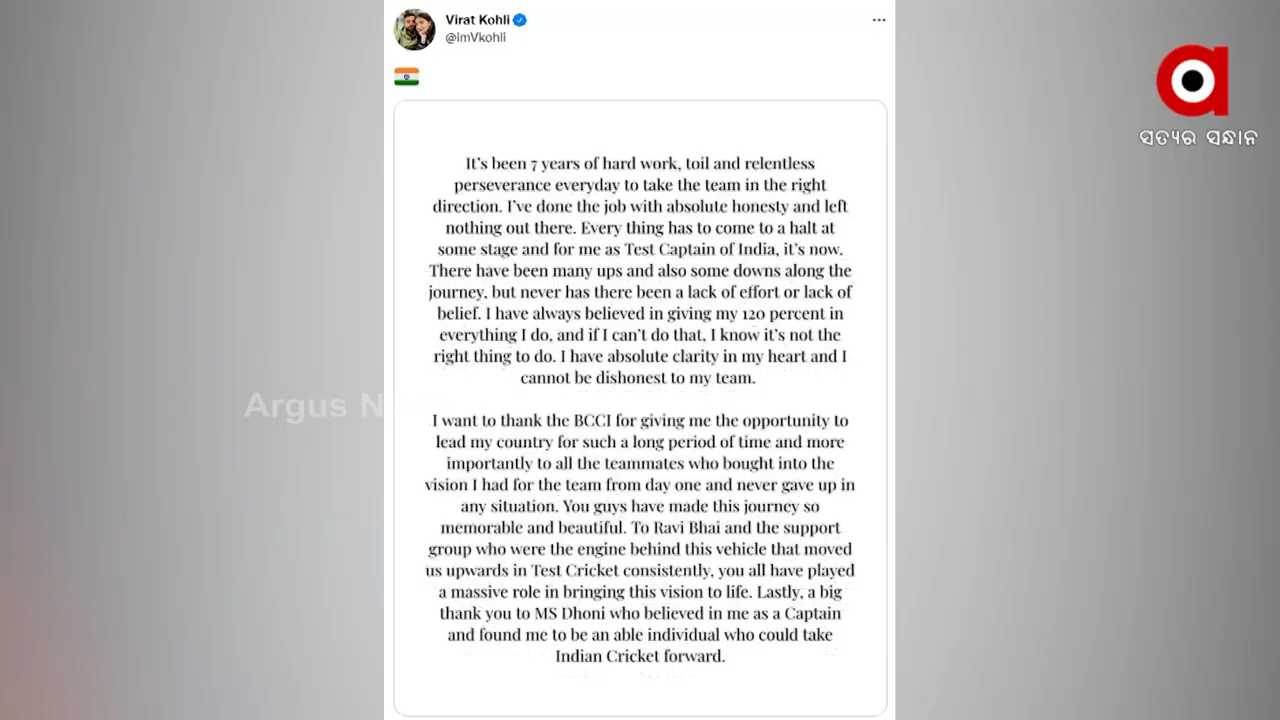 Virat Kohli
@imVkohli
It's been 7 years of hard work, toil and relentless
perseverance everyday to take the team in the right
direction. I've done the job with absolute honesty and left
nothing out there. Every thing has to come to a halt at
some stage and for me as Test Captain of India, it's now.
There have been many ups and also some downs along the
journey, but never has there been a lack of effort or lack of
belief. I have always believed in giving my 120 percent in
everything I do, and if I can't do that, I know it's not the
right thing to do. I have absolute clarity in my heart and I
cannot be dishonest to my team.
I want to thank the BCCI for giving me the opportunity to
lead my country for such a long period of time and more
importantly to all the teammates who bought into the
vision I had for the team from day one and never gave up in
any situation. You guys have made this journey so
memorable and beautiful. To Ravi Bhai and the support
group who were the engine behind this vehicle that moved
us upwards in Test Cricket consistently, you all have played
a massive role in bringing this vision to life. Lastly, a big
thank you to MS Dhoni who believed in me as a Captain
and found me to be an able individual who could take
Indian Cricket forward.
a
ସତ୍ୟର ସନ୍ଧାନ
Argus N